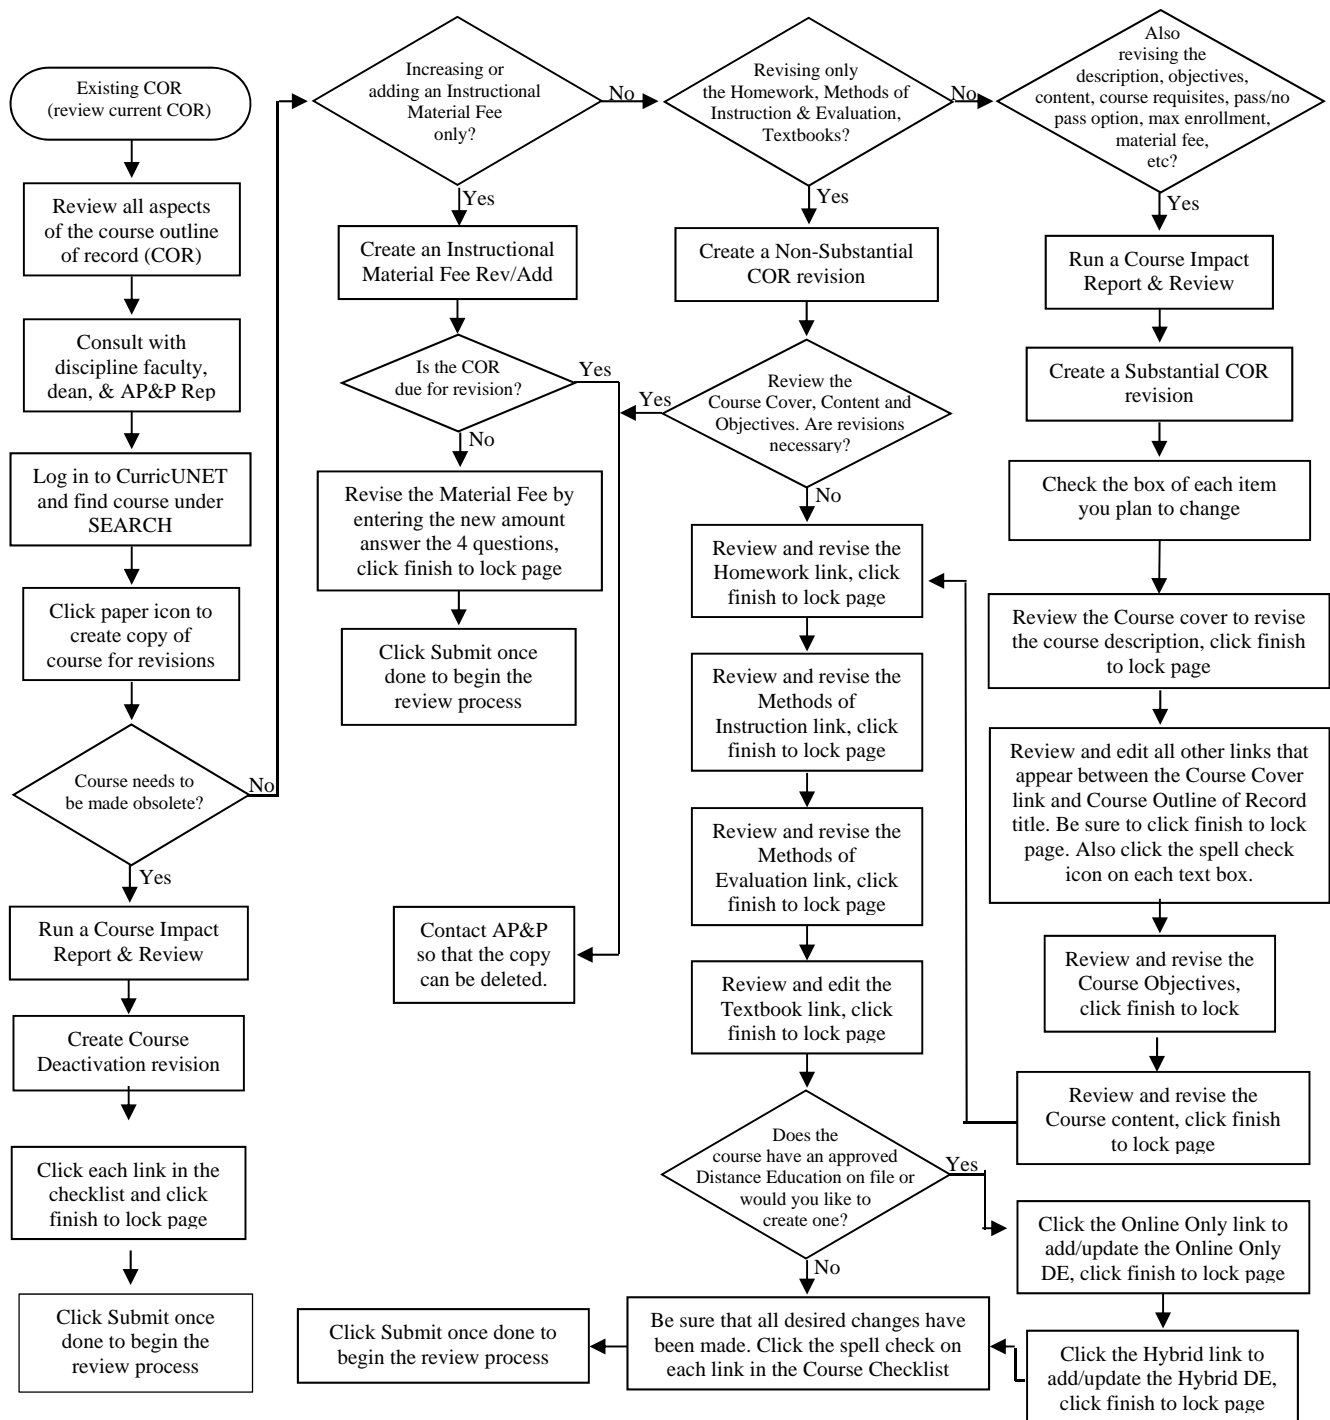 Existing COR
(review current COR)
Review all aspects
of the course outline
of record (COR)
Consult with
discipline faculty,
dean, & AP&P Rep
Log in to CurricUNET
and find course under
SEARCH
Click paper icon to
create copy of
course for revisions
Course needs to
be made obsolete?
No
Yes
Run a Course Impact
Report & Review
Create Course
Deactivation revision
Click each link in the
checklist and click
finish to lock page
Click Submit once
done to begin the
review process
Increasing or
adding an Instructional
Material Fee
only?
No
Yes
Create an Instructional
Material Fee Rev/Add
Is the COR
due for revision?
Yes
No
Revise the Material Fee by
entering the new amount
answer the 4 questions,
click finish to lock page
Click Submit once
done to begin the
review process
Contact AP&P
so that the copy
can be deleted.
Revising only
the Homework, Methods of
Instruction & Evaluation,
Textbooks?
No
Yes
Create a Non-Substantial
COR revision
Review the
Course Cover, Content and
Objectives. Are revisions
necessary?
Yes
No
Review and revise the
Homework link, click
finish to lock page
Review and revise the
Methods of
Instruction link, click
finish to lock page
Review and revise the
Methods of
Evaluation link, click
finish to lock page
Review and edit the
Textbook link, click
finish to lock page
Does the
course have an approved
Distance Education on file or
would you like to
create one?
Yes
No
Be sure that all desired changes have
been made. Click the spell check on
each link in the Course Checklist
Click Submit once done to
begin the review process
Also
revising the
description, objectives,
content, course requisites, pass/no
pass option, max enrollment,
material fee,
etc?
Yes
Run a Course Impact
Report & Review
Create a Substantial COR
revision
Check the box of each item
you plan to change
Review the Course cover to revise
the course description, click finish
to lock page
Review and edit all other links that
appear between the Course Cover
link and Course Outline of Record
title. Be sure to click finish to lock
page. Also click the spell check
icon on each text box.
Review and revise the
Course Objectives,
click finish to lock
Review and revise the
Course content, click finish
to lock page
Click the Online Only link to
add/update the Online Only
DE, click finish to lock page
Click the Hybrid link to
add/update the Hybrid DE,
click finish to lock page